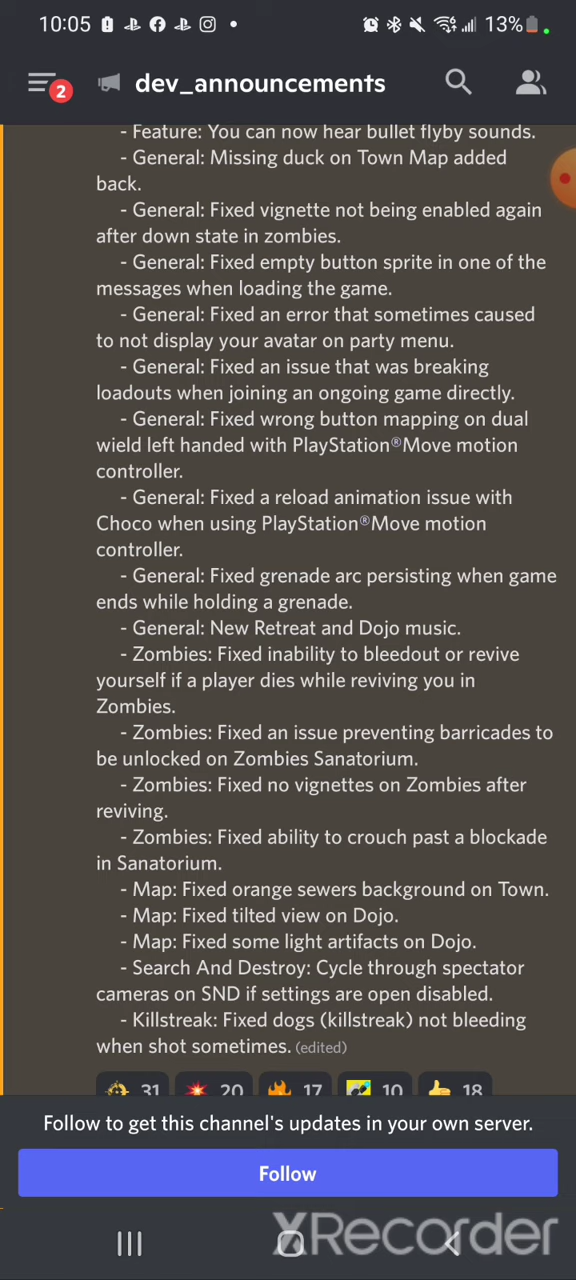 10:05
13%
2
dev_announcements
- Feature: You can now hear bullet flyby sounds.
- General: Missing duck on Town Map added
back.
- General: Fixed vignette not being enabled again
after down state in zombies.
- General: Fixed empty button sprite in one of the
messages when loading the game.
- General: Fixed an error that sometimes caused
to not display your avatar on party menu.
- General: Fixed an issue that was breaking
loadouts when joining an ongoing game directly.
- General: Fixed wrong button mapping on dual
wield left handed with PlayStation®Move motion
controller.
- General: Fixed a reload animation issue with
Choco when using PlayStation®Move motion
controller.
- General: Fixed grenade arc persisting when game
ends while holding a grenade.
- General: New Retreat and Dojo music.
- Zombies: Fixed inability to bleedout or revive
yourself if a player dies while reviving you in
Zombies.
- Zombies: Fixed an issue preventing barricades to
be unlocked on Zombies Sanatorium.
- Zombies: Fixed no vignettes on Zombies after
reviving.
- Zombies: Fixed ability to crouch past a blockade
in Sanatorium.
- Map: Fixed orange sewers background on Town.
- Map: Fixed tilted view on Dojo.
- Map: Fixed some light artifacts on Dojo.
- Search And Destroy: Cycle through spectator
cameras on SND if settings are open disabled.
- Killstreak: Fixed dogs (killstreak) not bleeding
when shot sometimes. (edited)
31 20 17 10 18
Follow to get this channel's updates in your own server.
Follow
XRecorder